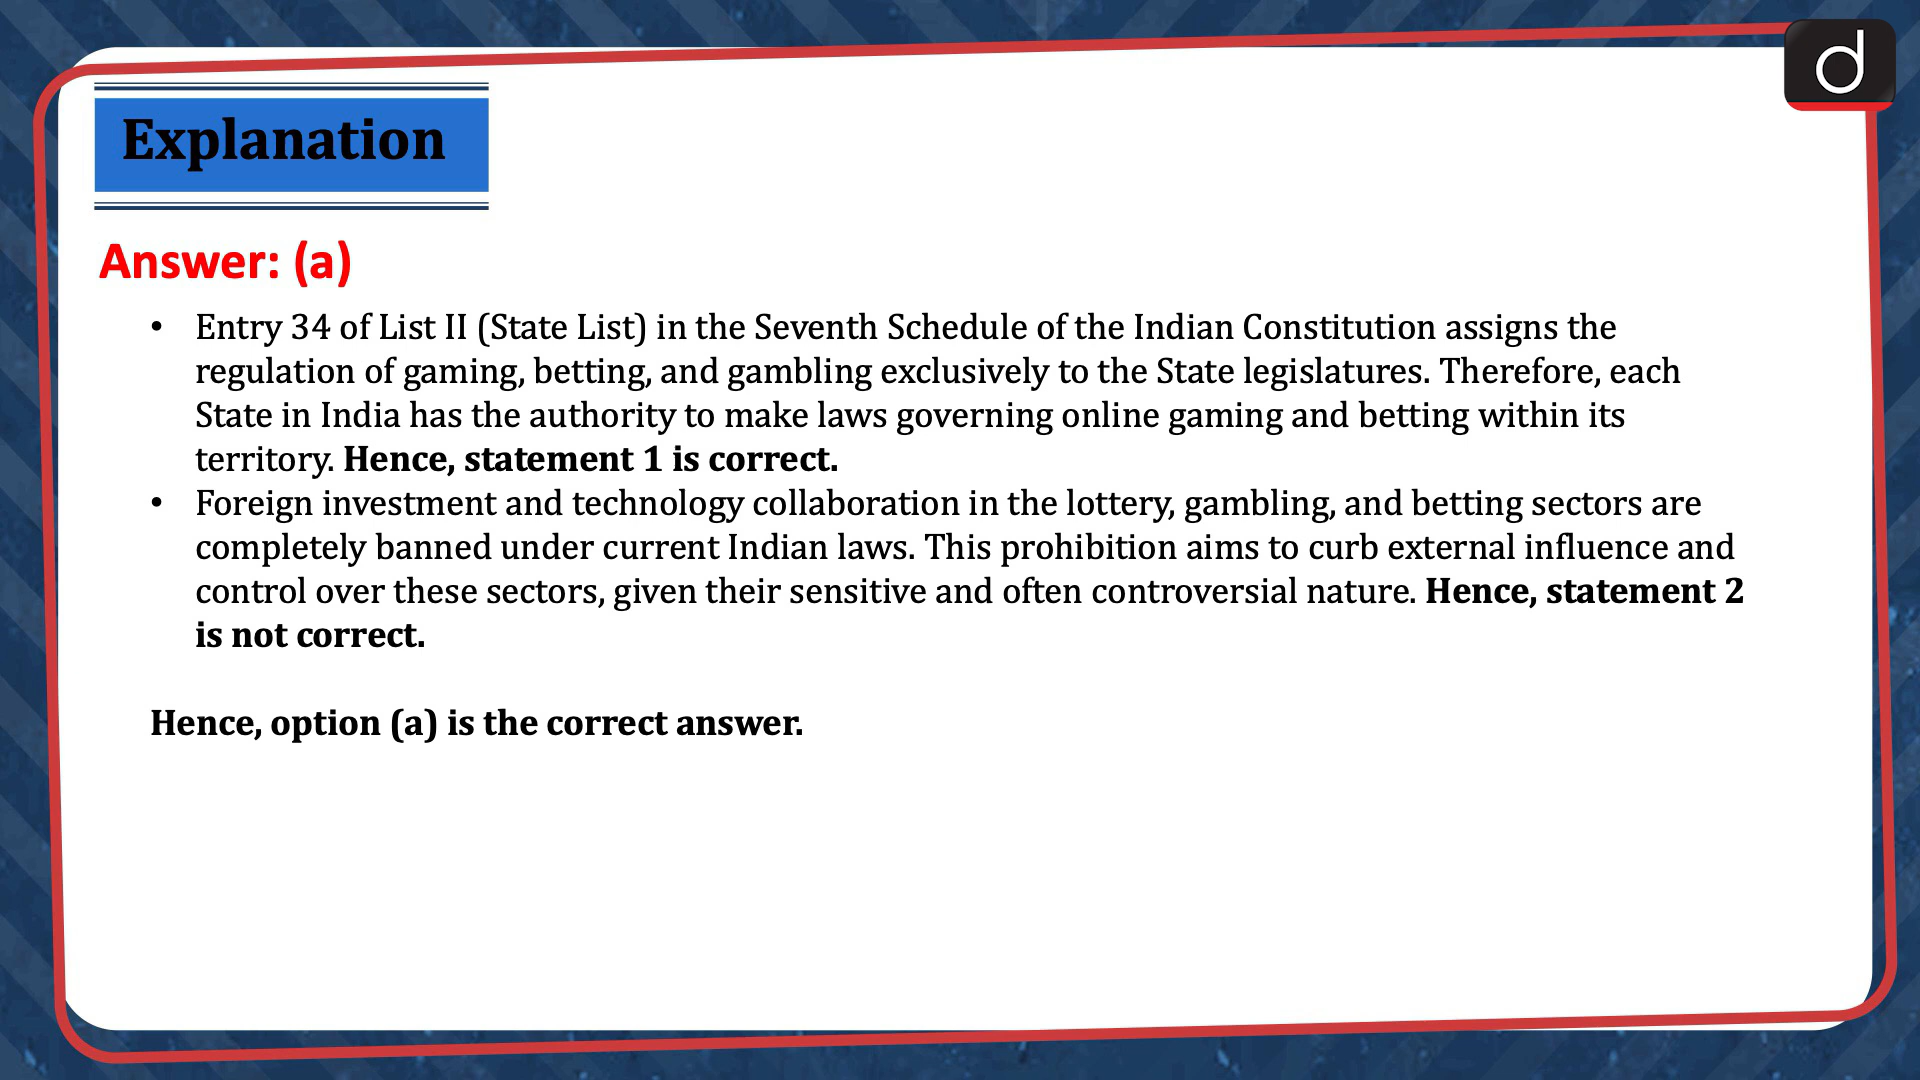 d
Explanation
Answer: (a)
• Entry 34 of List II (State List) in the Seventh Schedule of the Indian Constitution assigns the
regulation of gaming, betting, and gambling exclusively to the State legislatures. Therefore, each
State in India has the authority to make laws governing online gaming and betting within its
territory. Hence, statement 1 is correct.
• Foreign investment and technology collaboration in the lottery, gambling, and betting sectors are
completely banned under current Indian laws. This prohibition aims to curb external influence and
control over these sectors, given their sensitive and often controversial nature. Hence, statement 2
is not correct.
Hence, option (a) is the correct answer.